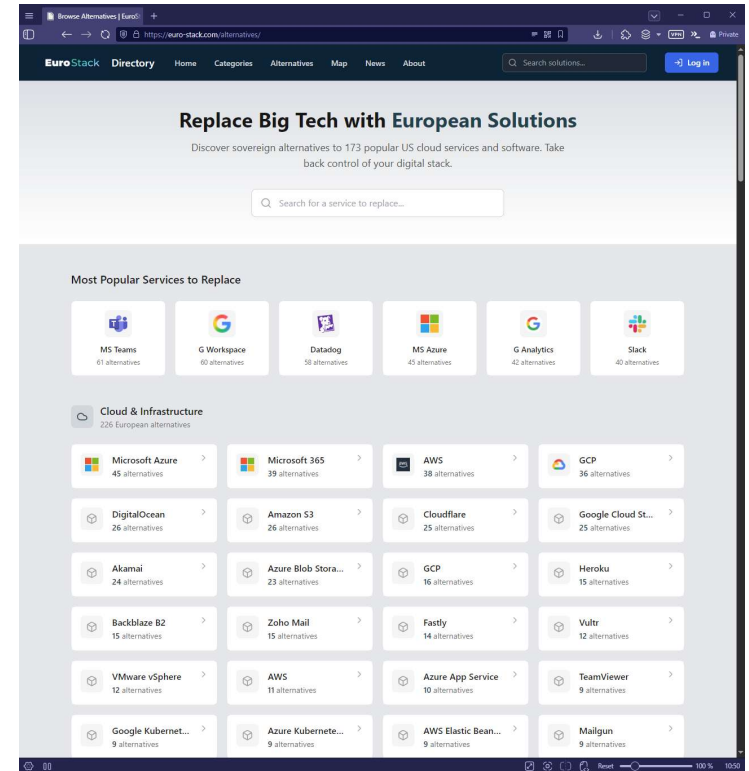 Browse Alternatives | EuroS
https://euro-stack.com/alternatives/
VPN
Private
EuroStack Directory Home Categories Alternatives Map News About Search solutions... Log in
Replace Big Tech with European Solutions
Discover sovereign alternatives to 173 popular US cloud services and software. Take
back control of your digital stack.
Search for a service to replace...
Most Popular Services to Replace
MS Teams G Workspace Datadog MS Azure G Analytics Slack
61 alternatives 60 alternatives 58 alternatives 45 alternatives 42 alternatives 40 alternatives
Cloud & Infrastructure
226 European alternatives
Microsoft Azure Microsoft 365 AWS GCP
45 alternatives 39 alternatives 38 alternatives 36 alternatives
DigitalOcean Amazon S3 Cloudflare Google Cloud St...
26 alternatives 26 alternatives 25 alternatives 25 alternatives
Akamai Azure Blob Stora... GCP Heroku
24 alternatives 23 alternatives 16 alternatives 15 alternatives
Backblaze B2 Zoho Mail Fastly Vultr
15 alternatives 15 alternatives 14 alternatives 12 alternatives
VMware vSphere AWS Azure App Service TeamViewer
12 alternatives 11 alternatives 10 alternatives 9 alternatives
Google Kubernet... Azure Kubernete... AWS Elastic Bean... Mailgun
9 alternatives 9 alternatives 9 alternatives 9 alternatives
Reset 100 % 10:50